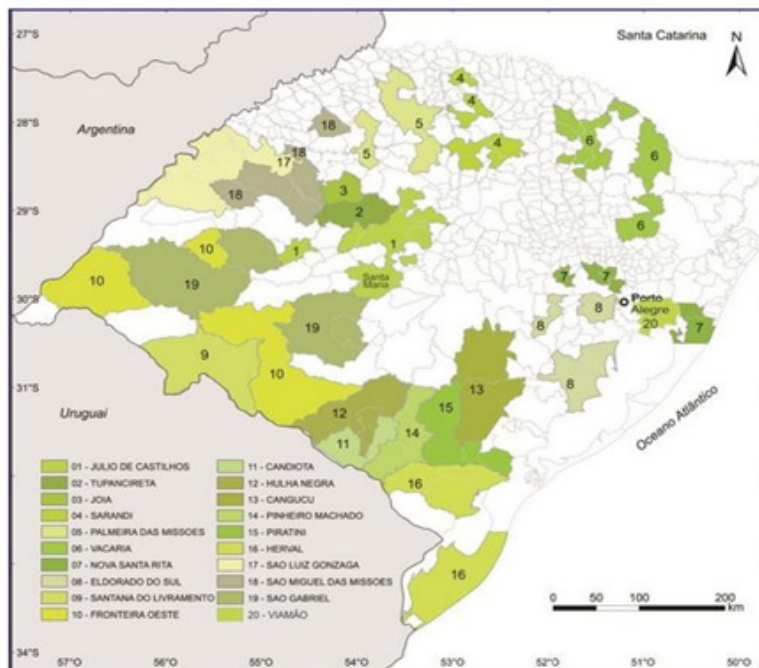 27°S
Santa Catarina
N
28°S
Argentina
4
4
18
5
6
4
5
18
17
6
29°S
18
3
2
6
10
1
1
10
Santa
Maria
7
7
19
30°S
Porto
Alegre
8
8
20
7
19
9
10
8
31°S
13
15
12
Uruguai
14
11
Oceano Atlântico
01 - JULIO DE CASTILHOS
02 - TUPANCIRETA
03 - JOIA
04 - SARANDI
05 - PALMEIRA DAS MISSOES
06 - VACARIA
07 - NOVA SANTA RITA
08 - ELDORADO DO SUL
09 - SANTANA DO LIVRAMENTO
10 - FRONTEIRA OESTE
11 - CANDIOTA
12 - HULHA NEGRA
13 - CANGUCU
14 - PINHEIRO MACHADO
15 - PIRATINI
16 - HERVAL
17 - SAO LUIZ GONZAGA
18 - SAO MIGUEL DAS MISSOES
19 - SAO GABRIEL
20 - VIAMÃO
16
16
0 50 100 200
km
34°S
57°O 56°O 55°O 54°O 53°O 52°O 51°O 50°O